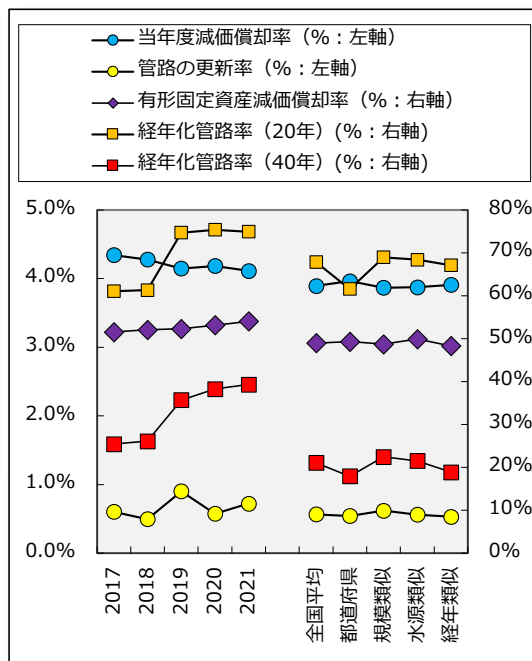 当年度減価償却率（%：左軸）
管路の更新率（%：左軸）
有形固定資産減価償却率（%：右軸）
経年化管路率（20年）(%：右軸)
経年化管路率（40年）(%：右軸)
5.0%
4.0%
3.0%
2.0%
1.0%
0.0%
80%
70%
60%
50%
40%
30%
20%
10%
0%
2017
2018
2019
2020
2021
全国平均
都道府県
規模類似
水源類似
経年類似